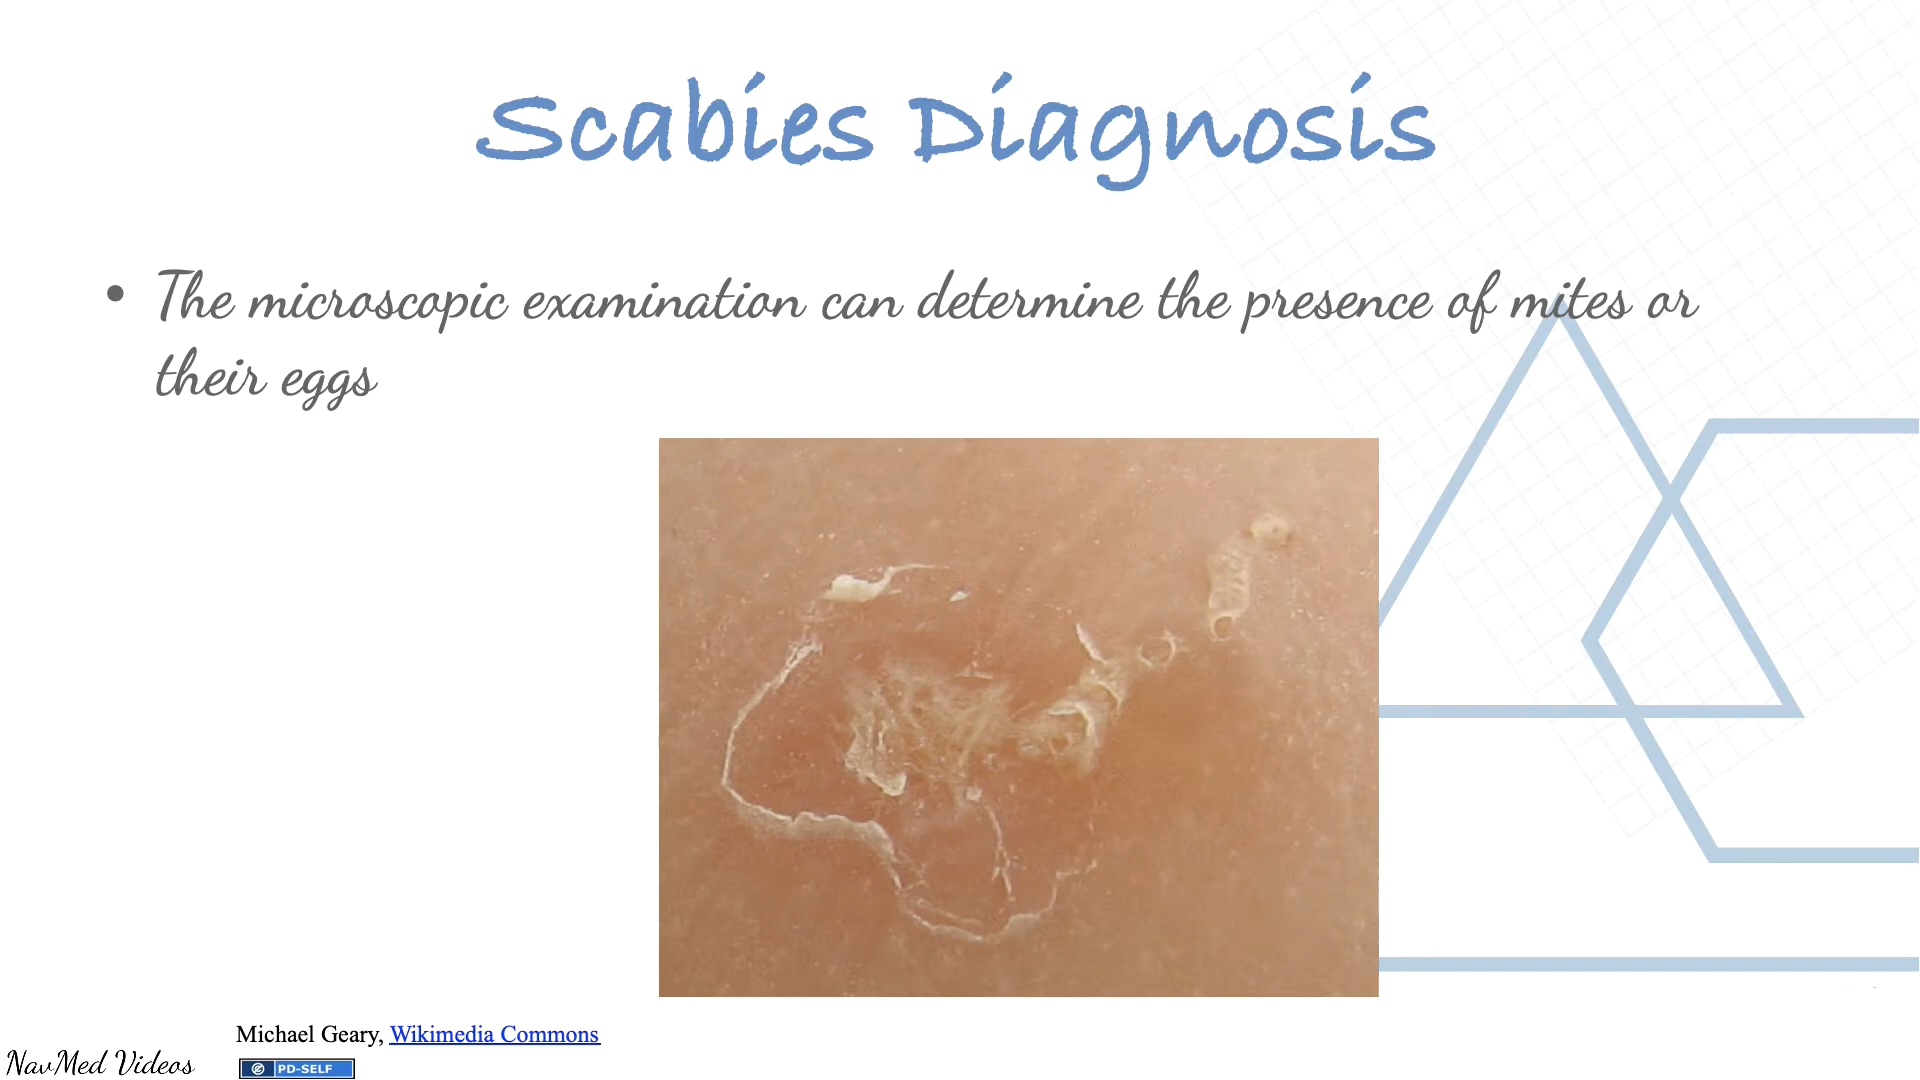 Scabies Diagnosis
• The microscopic examination can determine the presence of mites or
their eggs
Michael Geary, Wikimedia Commons
NavMed Videos
PD-SELF